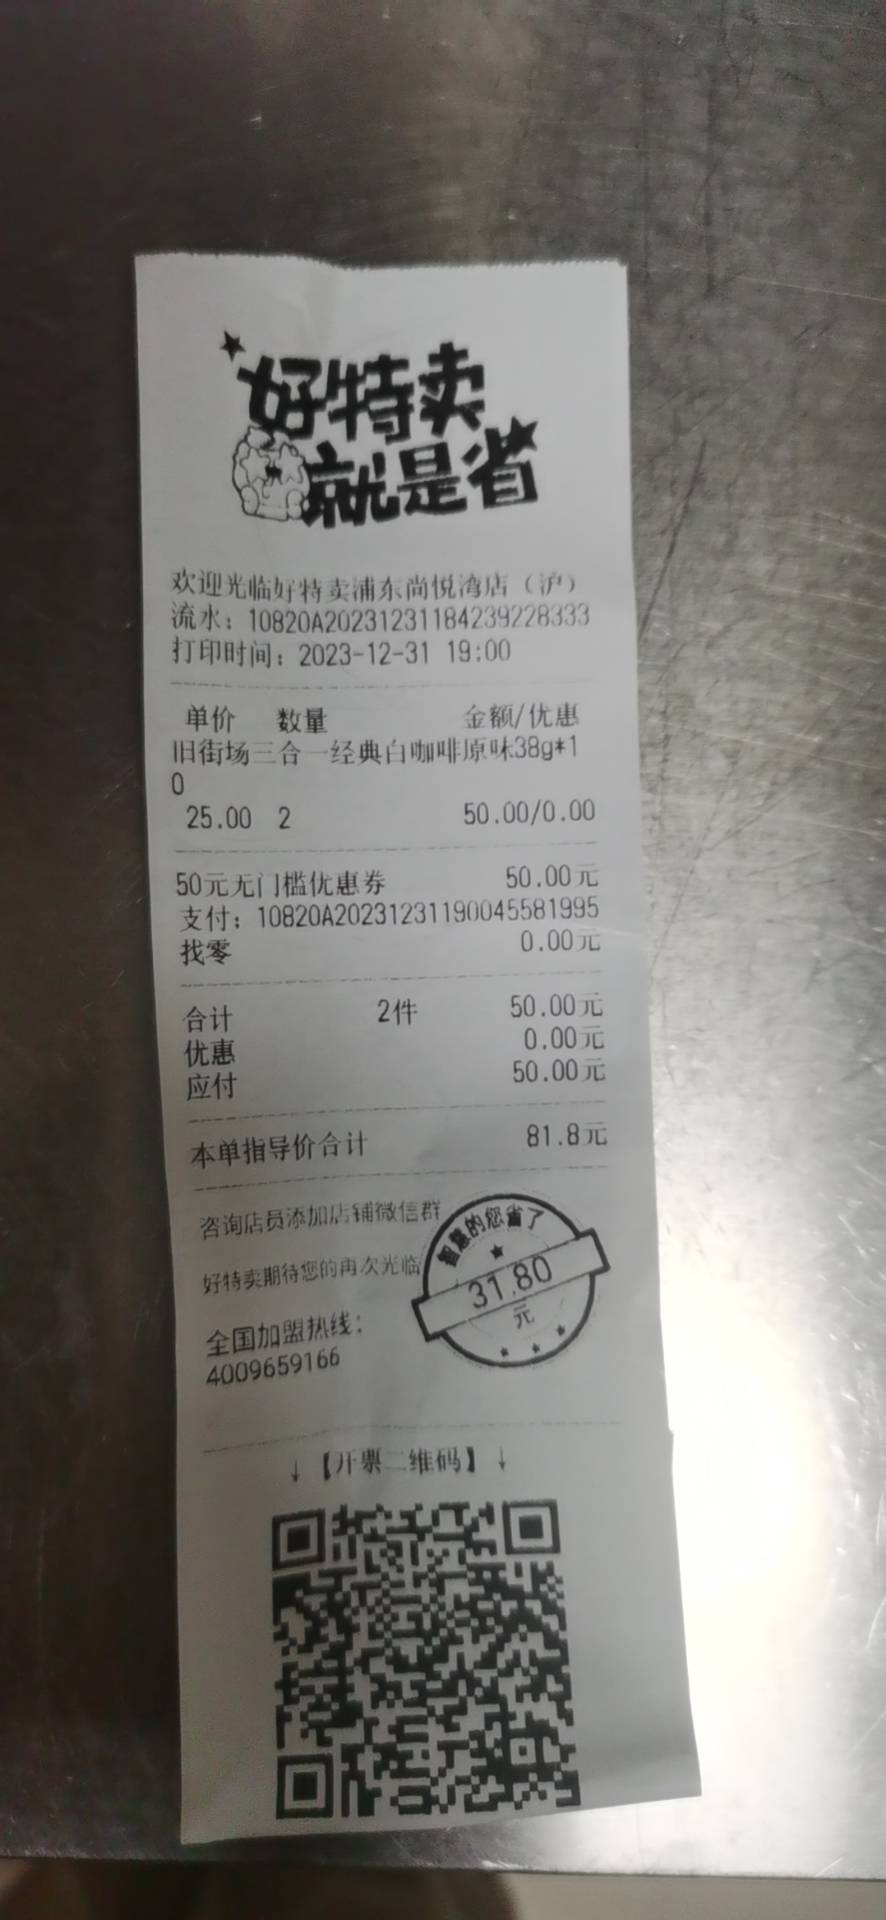 好特卖
就是省
欢迎光临好特卖浦东尚悦湾店（沪）
流水：10820A20231231184239228333
打印时间：2023-12-31 19:00
单价 数量 金额/优惠
旧街场三合一经典白咖啡原味38g*1
0
25.00 2 50.00/0.00
50元无门槛优惠券 50.00元
支付：10820A202312311900455819​95
找零 0.00元
合计 2件 50.00元
优惠 0.00元
应付 50.00元
本单指导价合计 81.8元
咨询店员添加店铺微信群
好特卖期待您的再次光临
全国加盟热线：
4009659166
智慧的您省了
31.80
元
↓【开票二维码】↓